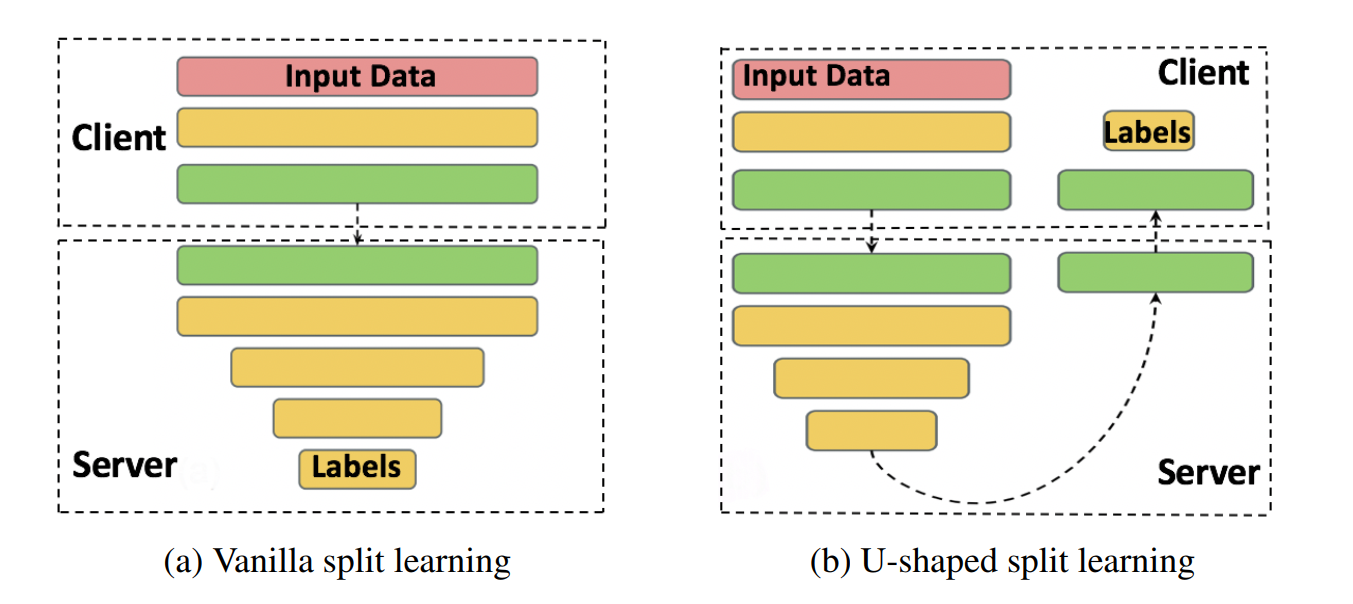 Input Data
Client
Server
Labels
(a) Vanilla split learning
Input Data
Client
Labels
Server
(b) U-shaped split learning